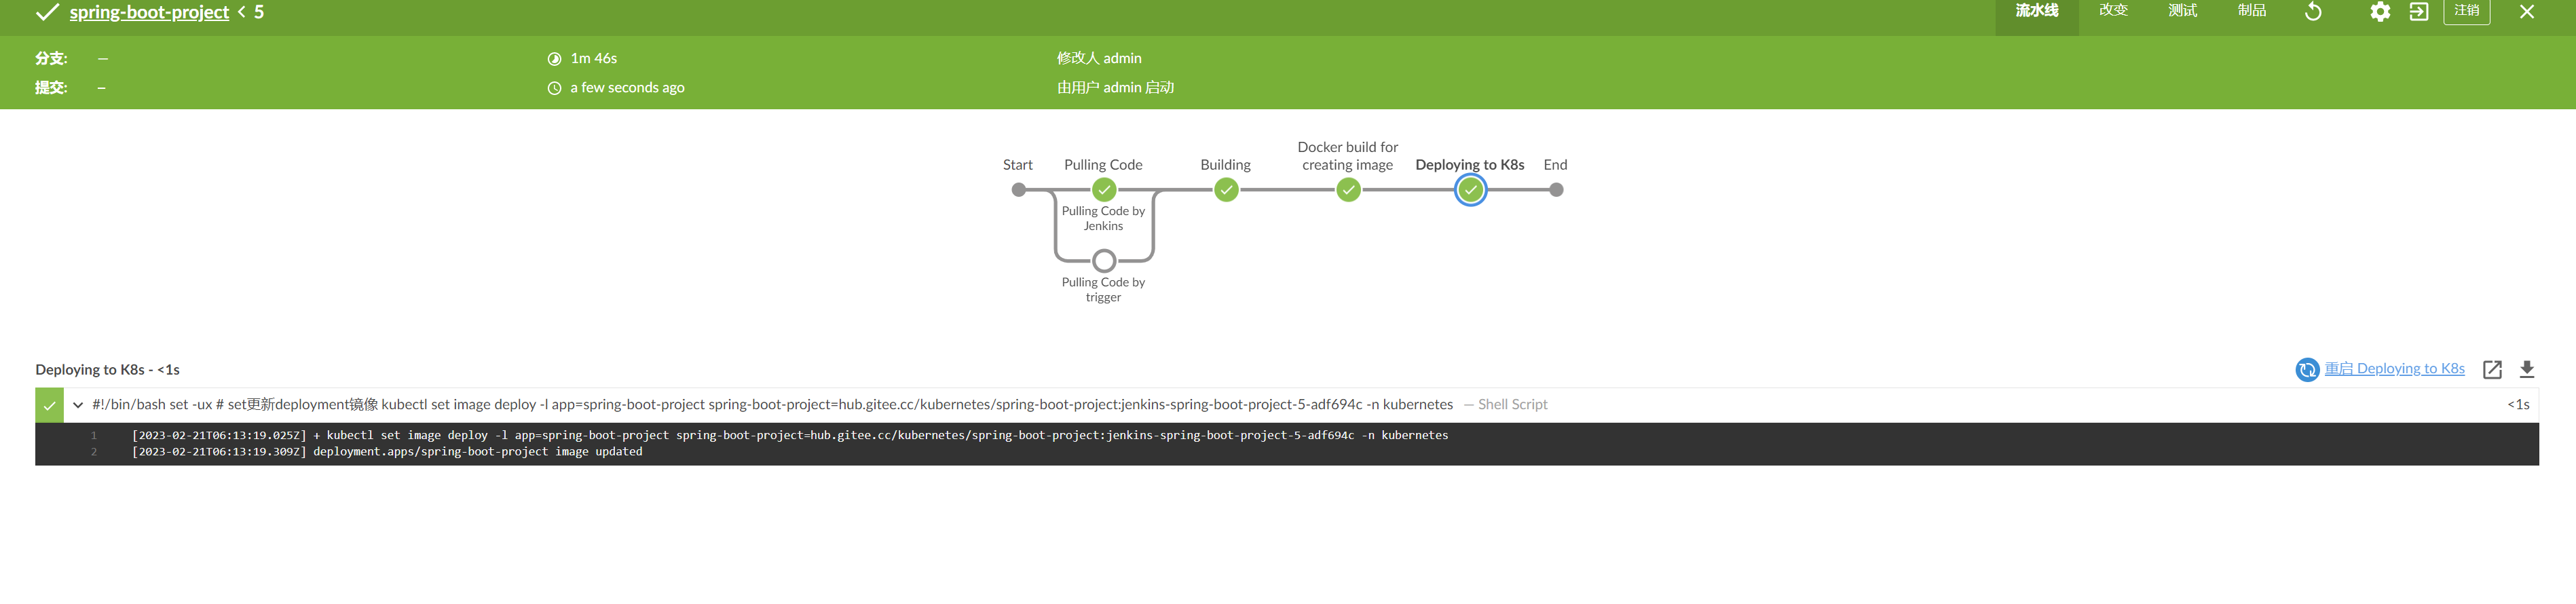 spring-boot-project < 5
流水线 改变 测试 制品 注销
分支: — 1m 46s 修改人 admin
提交: – a few seconds ago 由用户 admin 启动
Start
Pulling Code
Building
Docker build for
creating image
Deploying to K8s
End
Pulling Code by
Jenkins
Pulling Code by
trigger
Deploying to K8s - <1s
重启 Deploying to K8s
#!/bin/bash set -ux # set更新deployment镜像 kubectl set image deploy -l app=spring-boot-project spring-boot-project=hub.gitee.cc/kubernetes/spring-boot-project:jenkins-spring-boot-project-5-adf694c -n kubernetes — Shell Script <1s
1 [2023-02-21T06:13:19.025Z] + kubectl set image deploy -l app=spring-boot-project spring-boot-project=hub.gitee.cc/kubernetes/spring-boot-project:jenkins-spring-boot-project-5-adf694c -n kubernetes
2 [2023-02-21T06:13:19.309Z] deployment.apps/spring-boot-project image updated